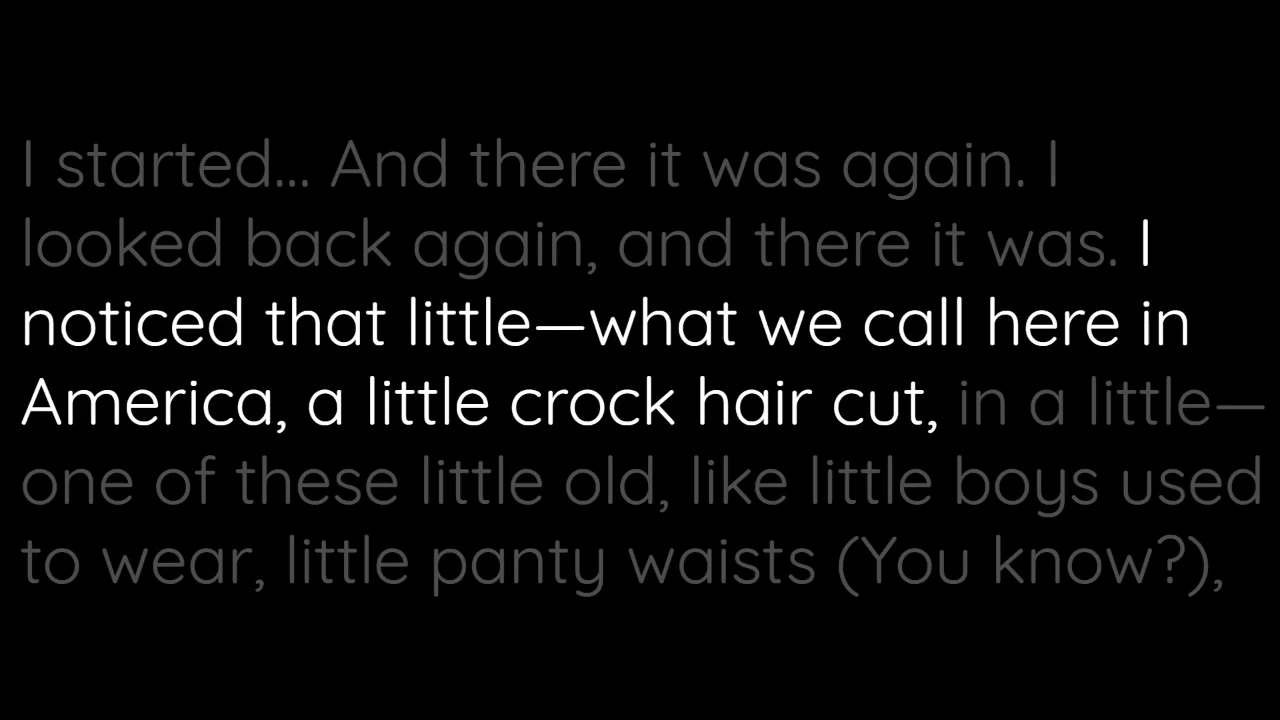 I started... And there it was again. I
looked back again, and there it was. I
noticed that little—what we call here in
America, a little crock hair cut, in a little—
one of these little old, like little boys used
to wear, little panty waists (You know?),